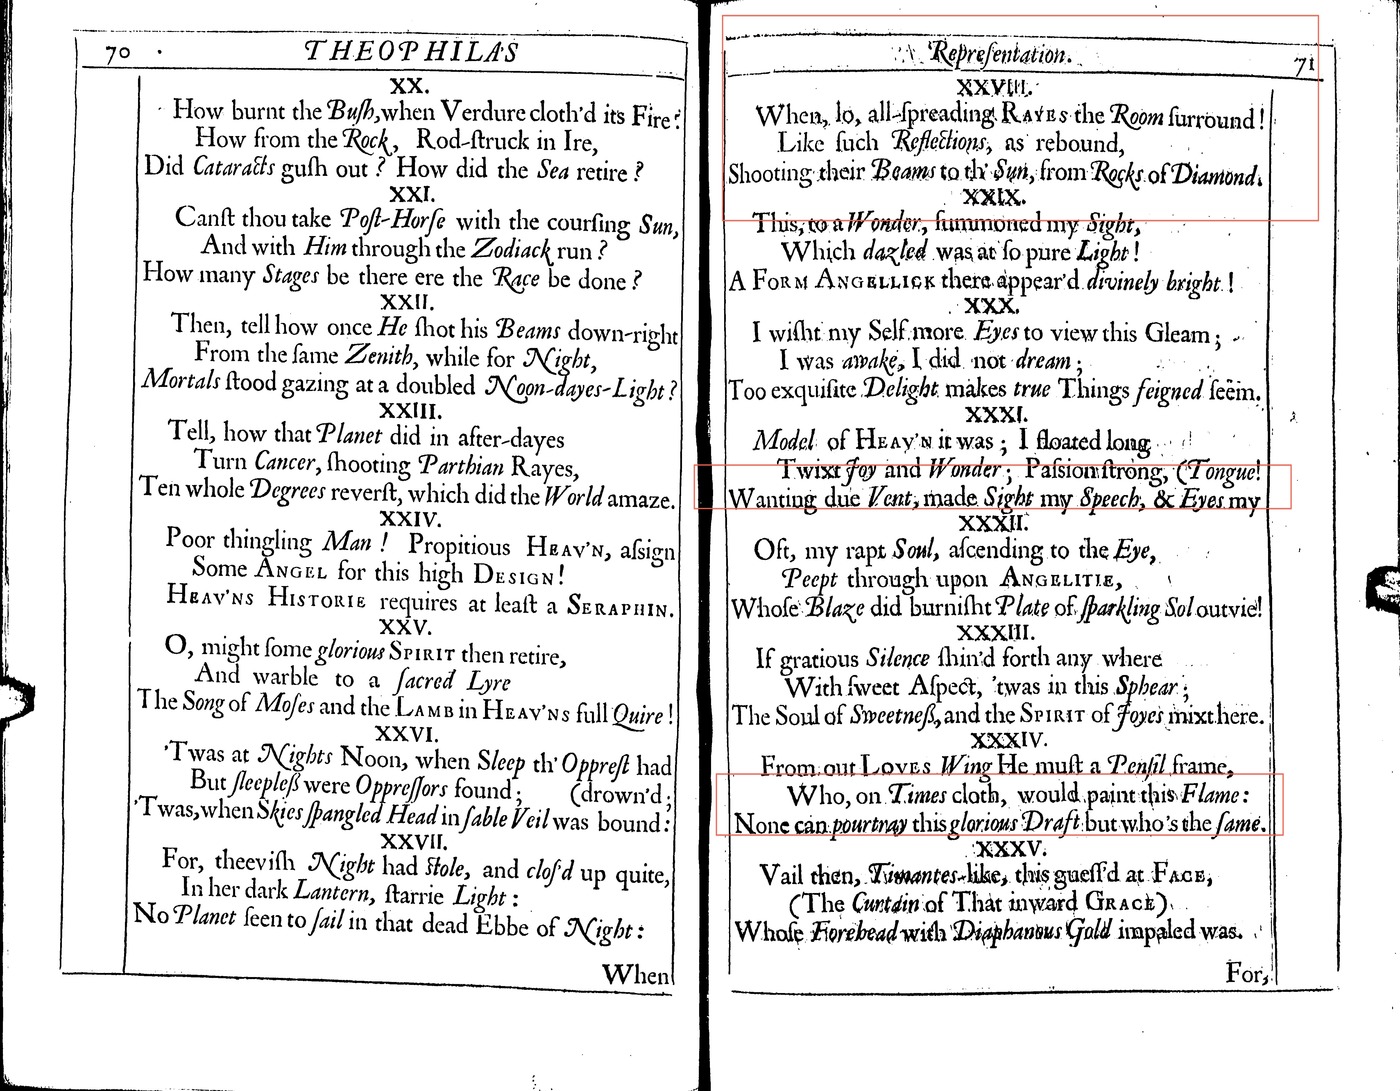 70
THEOPHILA'S
XX.
How burnt the Buſh, when Verdure cloth'd its Fire?
How from the Rock, Rod-ſtruck in Ire,
Did Cataracts guſh out? How did the Sea retire?
XXI.
Canſt thou take Poſt-Horſe with the courſing Sun,
And with Him through the Zodiack run?
How many Stages be there ere the Race be done?
XXII.
Then, tell how once He ſhot his Beams down-right
From the ſame Zenith, while for Night,
Mortals ſtood gazing at a doubled Noon-dayes-Light?
XXIII.
Tell, how that Planet did in after-dayes
Turn Cancer, ſhooting Parthian Rayes,
Ten whole Degrees reverſt, which did the World amaze.
XXIV.
Poor thingling Man! Propitious HEAV'N, aſsign
Some ANGEL for this high DESIGN!
HEAV'NS HISTORIE requires at leaſt a SERAPHIN.
XXV.
O, might ſome glorious SPIRIT then retire,
And warble to a ſacred Lyre
The Song of Moſes and the LAMB in HEAV'NS full Quire!
XXVI.
'Twas at Nights Noon, when Sleep th' Oppreſt had
But ſleepleß were Oppreſſors found; (drown'd;
'Twas, when Skies ſpangled Head in ſable Veil was bound:
XXVII.
For, theeviſh Night had ſtole, and cloſ'd up quite,
In her dark Lantern, ſtarrie Light:
No Planet ſeen to ſail in that dead Ebbe of Night:
When
Repreſentation.
71
XXVIII.
When, lo, all-ſpreading RAYES the Room ſurround!
Like ſuch Reflections, as rebound,
Shooting their Beams to th' Sun, from Rocks of Diamond.
XXIX.
This, to a Wonder, ſummoned my Sight,
Which dazled was at ſo pure Light!
A FORM ANGELLICK there appear'd divinely bright!
XXX.
I wiſht my Self more Eyes to view this Gleam;
I was awake, I did not dream;
Too exquiſite Delight makes true Things feigned ſeem.
XXXI.
Model of HEAV'N it was; I floated long
Twixt Joy and Wonder; Paſsion ſtrong, (Tongue!
Wanting due Vent, made Sight my Speech, & Eyes my
XXXII.
Oft, my rapt Soul, aſcending to the Eye,
Peept through upon ANGELITIE,
Whoſe Blaze did burniſht Plate of ſparkling Sol outvie!
XXXIII.
If gratious Silence ſhin'd forth any where
With ſweet Aſpect, 'twas in this Sphear;
The Soul of Sweetneß, and the SPIRIT of Joyes mixt here.
XXXIV.
From out LOVES Wing He muſt a Penſil frame,
Who, on Times cloth, would paint this Flame:
None can pourtray this glorious Draft but who's the ſame.
XXXV.
Vail then, Timantes-like, this gueſſ'd at FACE,
(The Curtain of That inward GRACE)
Whoſe Forehead with Diaphanous Gold impaled was.
For,